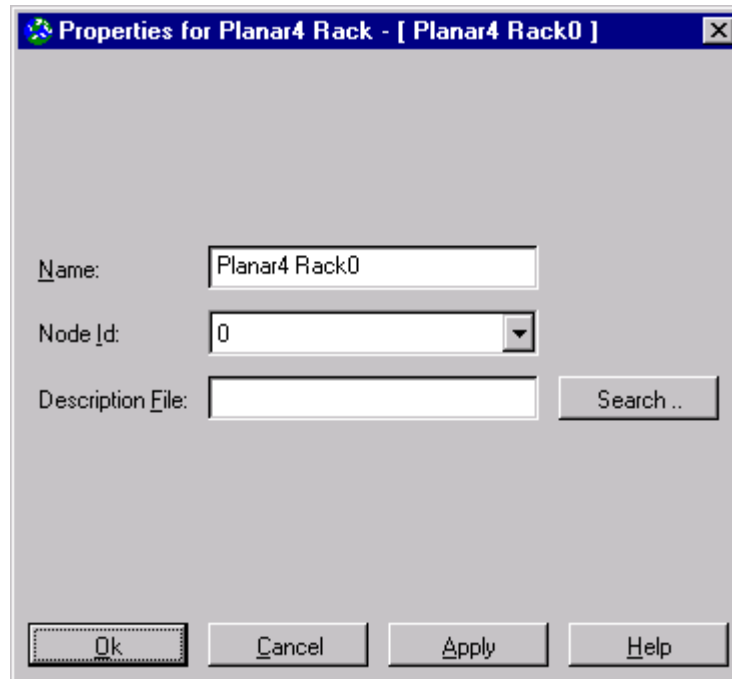 Properties for Planar4 Rack - [ Planar4 Rack0 ]
Name: Planar4 Rack0
Node Id: 0
Description File: Search ..
Ok Cancel Apply Help